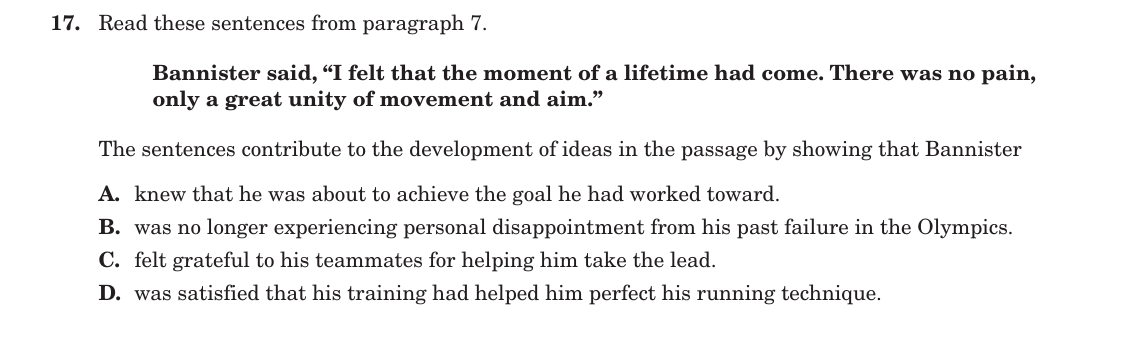 17. Read these sentences from paragraph 7.
Bannister said, “I felt that the moment of a lifetime had come. There was no pain,
only a great unity of movement and aim.”
The sentences contribute to the development of ideas in the passage by showing that Bannister
A. knew that he was about to achieve the goal he had worked toward.
B. was no longer experiencing personal disappointment from his past failure in the Olympics.
C. felt grateful to his teammates for helping him take the lead.
D. was satisfied that his training had helped him perfect his running technique.